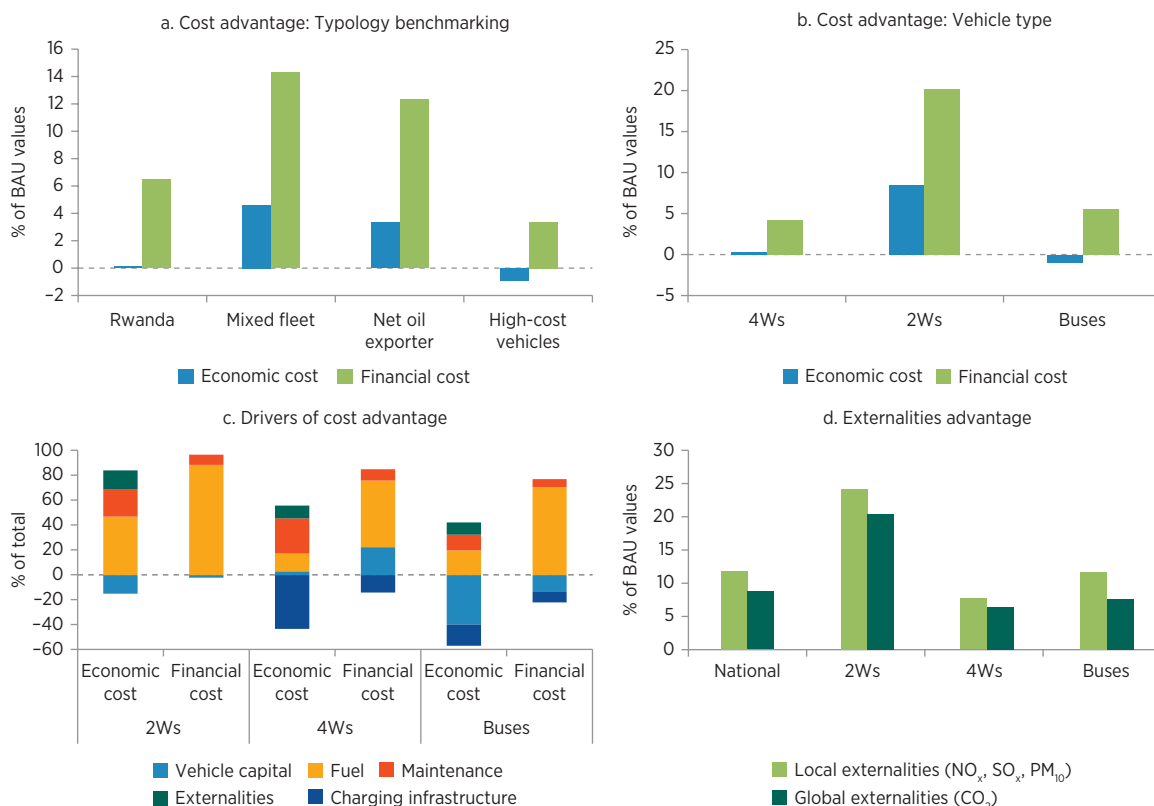 a. Cost advantage: Typology benchmarking
% of BAU values
16
14
12
10
8
6
4
2
0
–2
Rwanda
Mixed fleet
Net oil
exporter
High-cost
vehicles
Economic cost
Financial cost
b. Cost advantage: Vehicle type
% of BAU values
25
20
15
10
5
0
–5
4Ws
2Ws
Buses
Economic cost
Financial cost
c. Drivers of cost advantage
% of total
100
80
60
40
20
0
–20
–40
–60
Economic
cost
Financial
cost
Economic
cost
Financial
cost
Economic
cost
Financial
cost
2Ws
4Ws
Buses
Vehicle capital
Fuel
Maintenance
Externalities
Charging infrastructure
d. Externalities advantage
% of BAU values
30
25
20
15
10
5
0
National
2Ws
4Ws
Buses
Local externalities (NOₓ, SOₓ, PM₁₀)
Global externalities (CO₂)